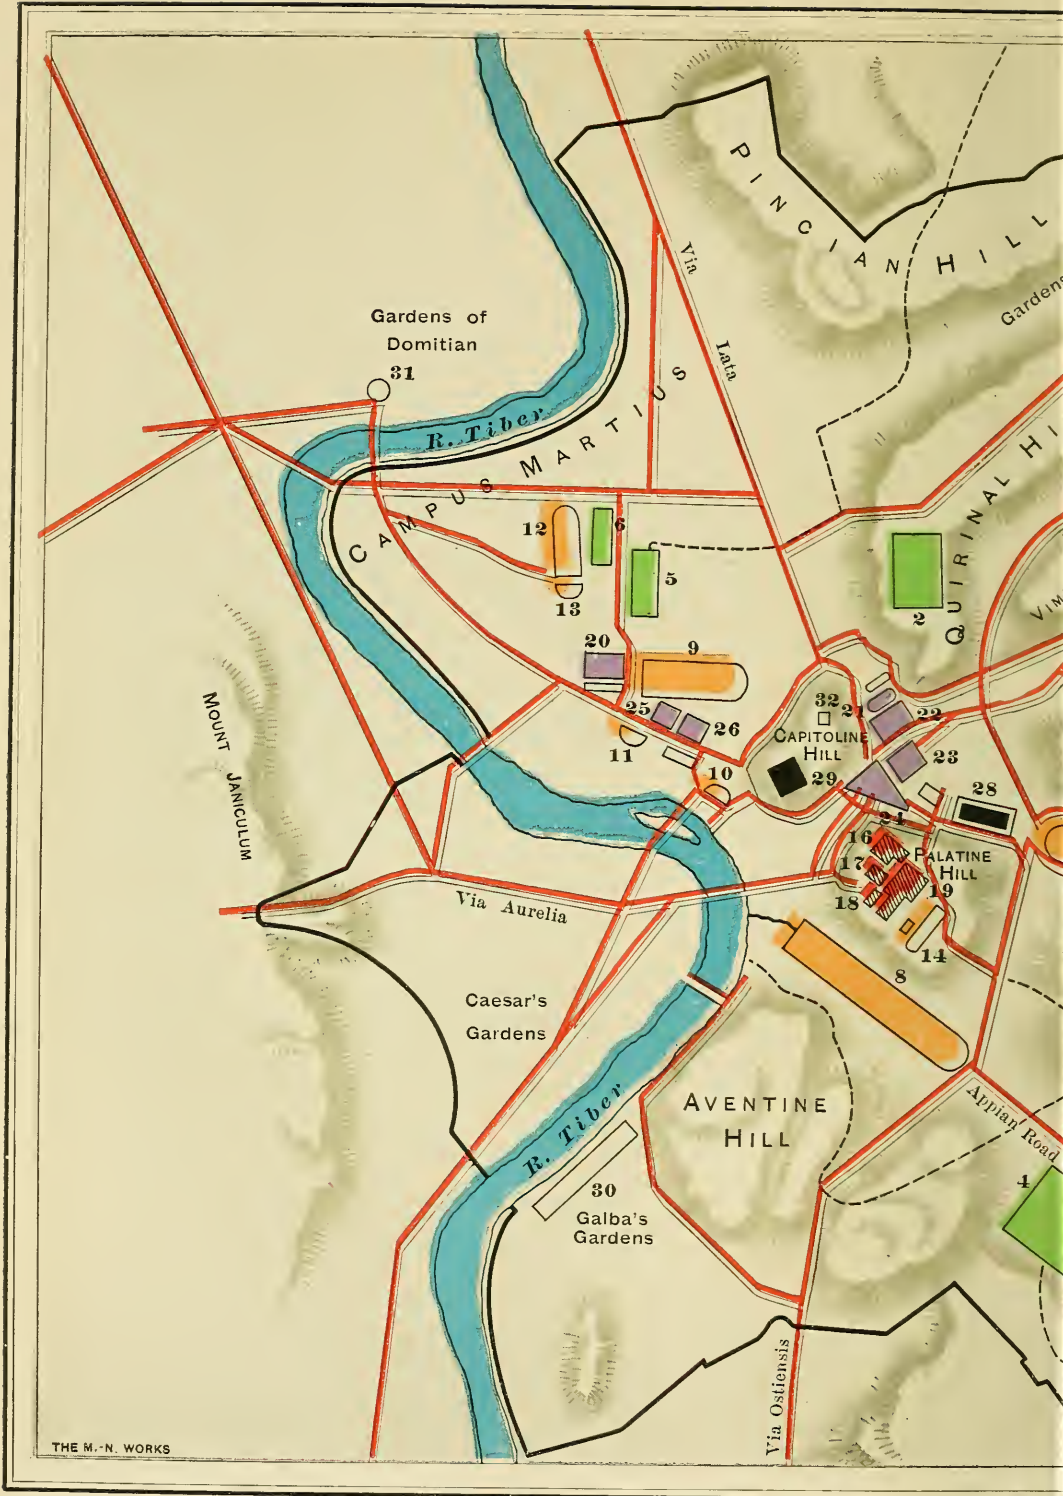 PINCIAN HILL
Via Lata
Gardens
Gardens of
Domitian
31
R. Tiber
CAMPUS MARTIUS
QUIRINAL HI
VIM
12
6
5
13
2
20
9
25
26
11
10
32
21
22
CAPITOLINE
HILL
29
23
28
24
16
17
18
19
PALATINE
HILL
14
8
MOUNT JANICULUM
Via Aurelia
Caesar's
Gardens
AVENTINE
HILL
Appian Road
4
R. Tiber
30
Galba's
Gardens
Via Ostiensis
THE M.-N. WORKS